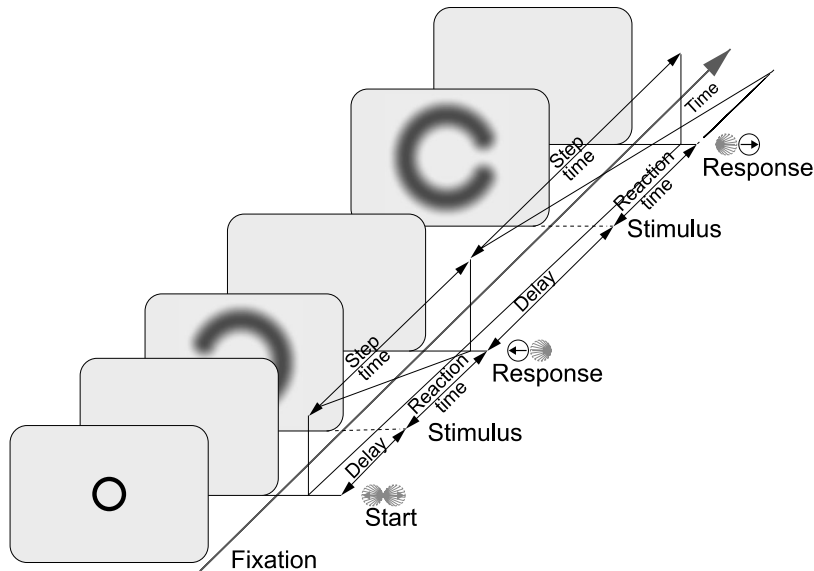 Time
Step
time
Reaction
time
Response
Stimulus
Delay
Step
time
Reaction
time
Response
Stimulus
Delay
Start
Fixation